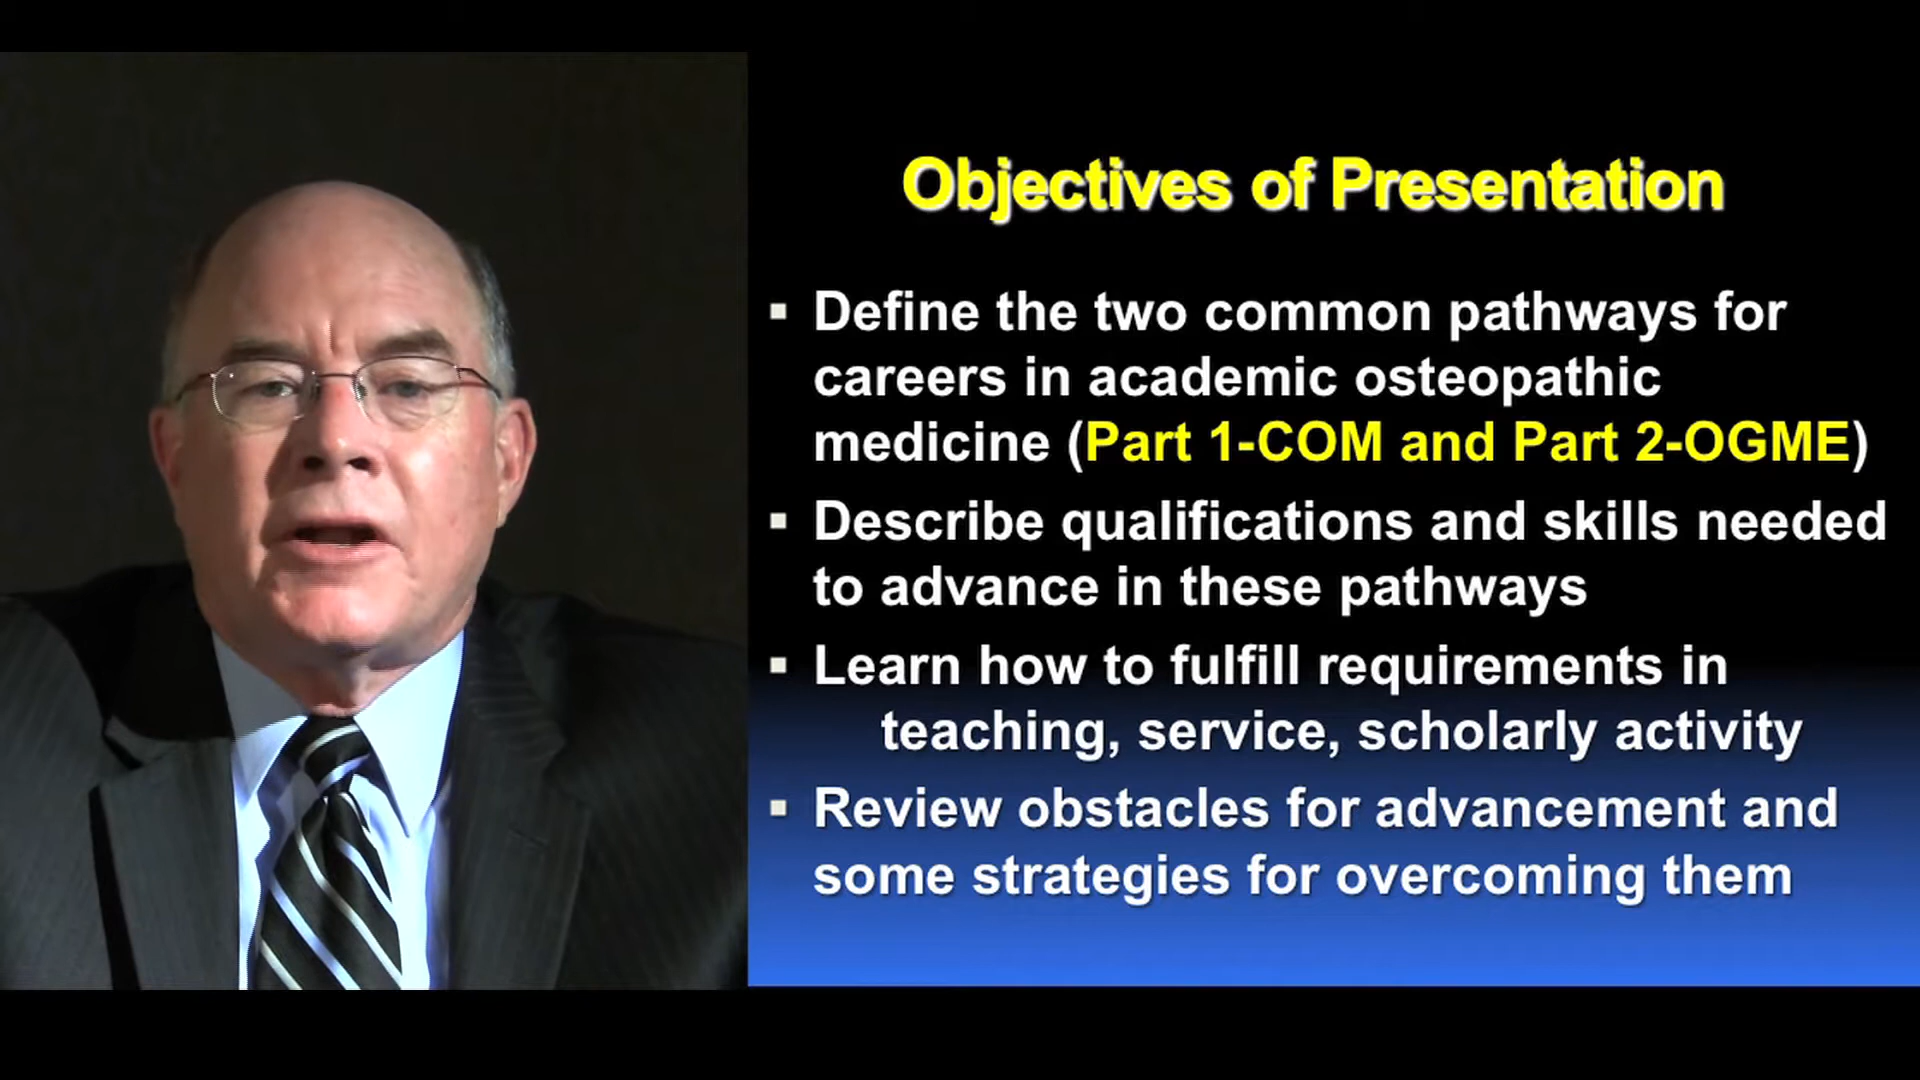 Objectives of Presentation
▪ Define the two common pathways for
careers in academic osteopathic
medicine (Part 1-COM and Part 2-OGME)
▪ Describe qualifications and skills needed
to advance in these pathways
▪ Learn how to fulfill requirements in
teaching, service, scholarly activity
▪ Review obstacles for advancement and
some strategies for overcoming them